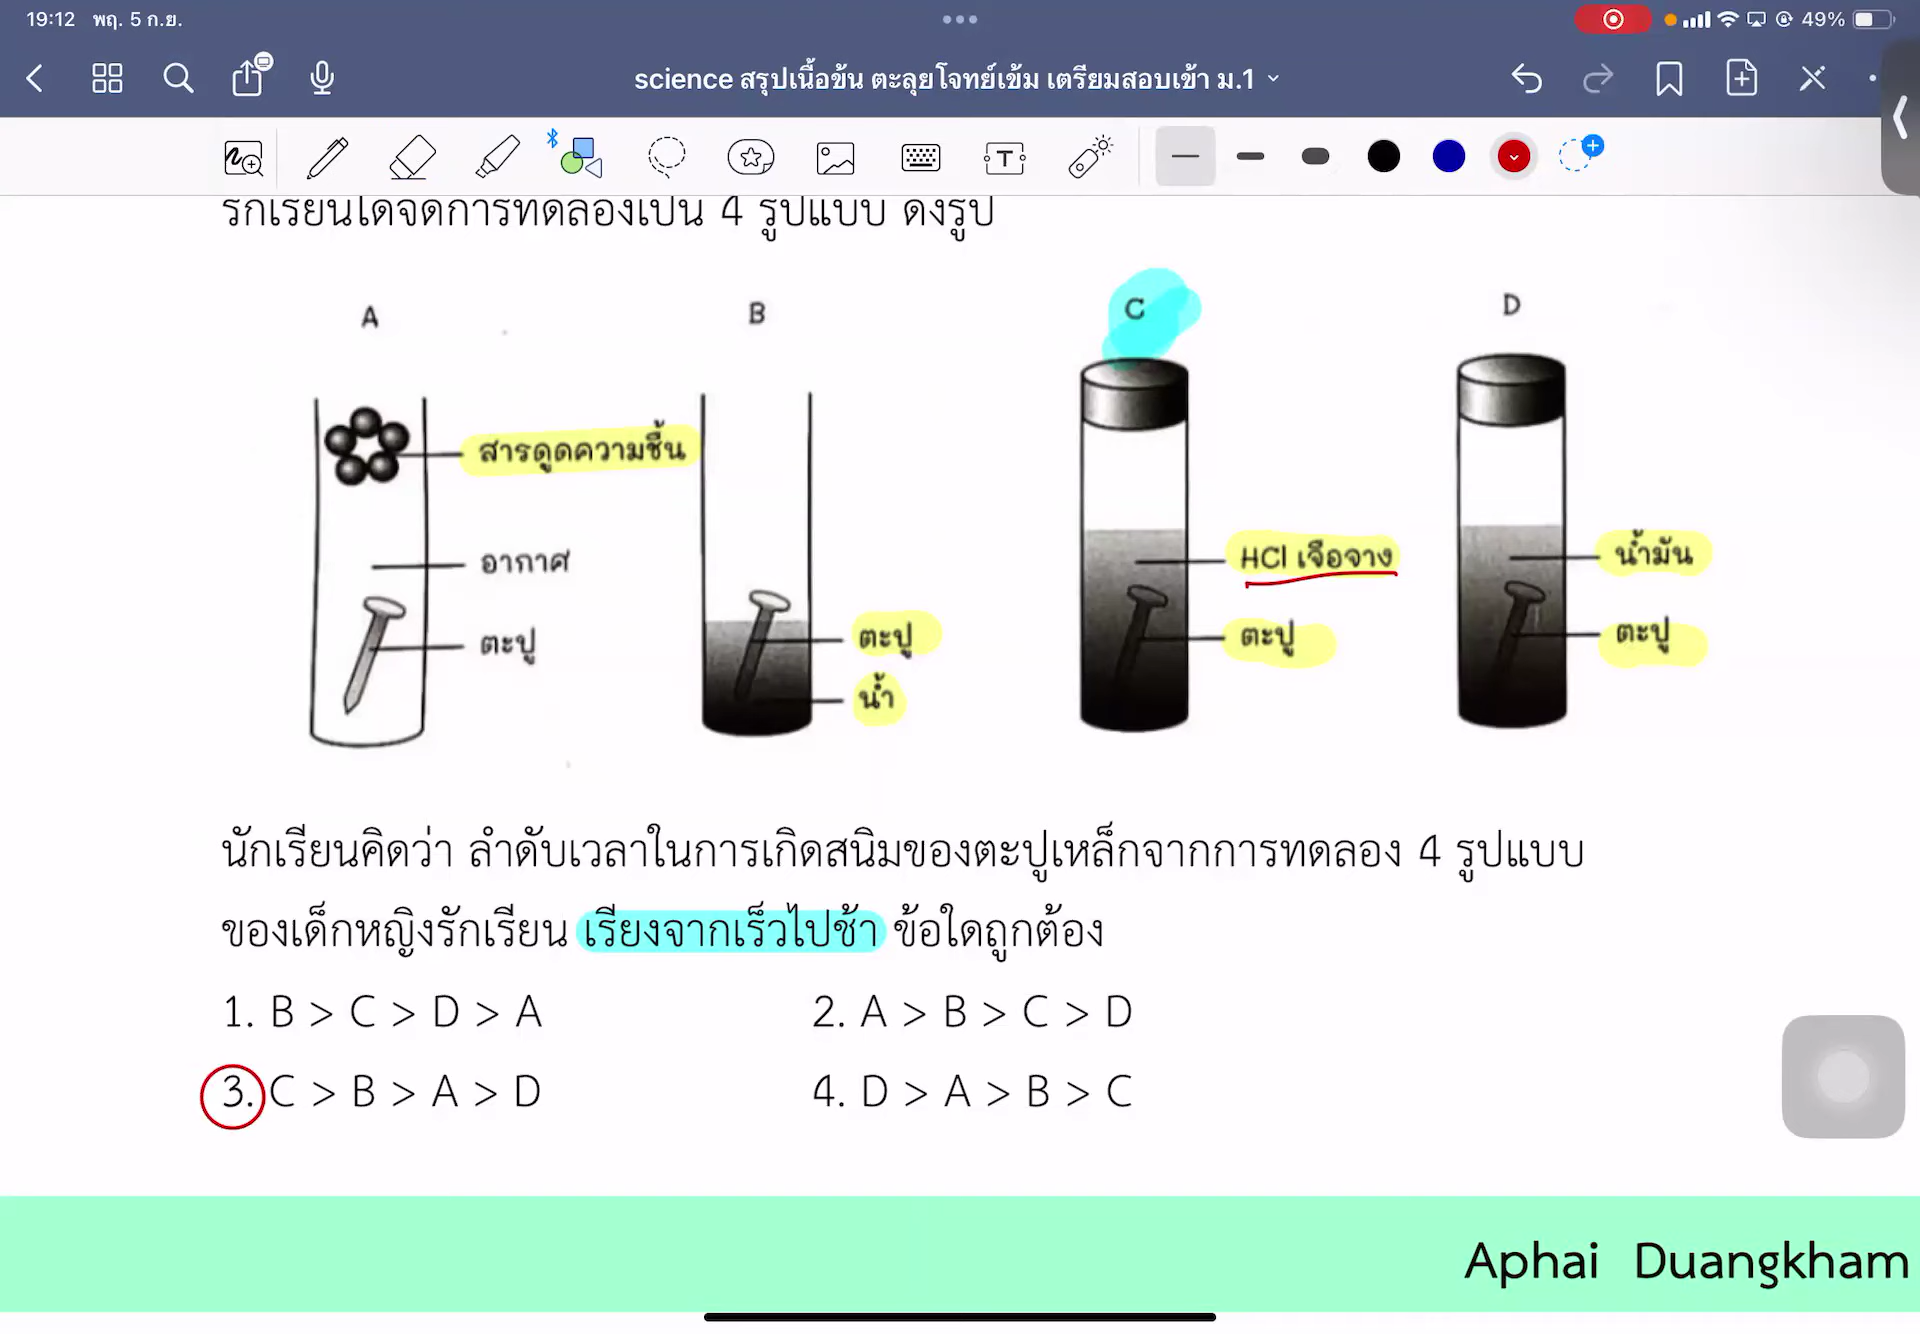 19:12 พฤ. 5 ก.ย.
49%
science สรุปเนื้อข้น ตะลุยโจทย์เข้ม เตรียมสอบเข้า ม.1
รักเรียนได้จัดการทดลองเป็น 4 รูปแบบ ดังรูป
A B C D
สารดูดความชื้น
อากาศ
ตะปู
ตะปู
น้ำ
HCl เจือจาง
ตะปู
น้ำมัน
ตะปู
นักเรียนคิดว่า ลำดับเวลาในการเกิดสนิมของตะปูเหล็กจากการทดลอง 4 รูปแบบ
ของเด็กหญิงรักเรียน เรียงจากเร็วไปช้า ข้อใดถูกต้อง
1. B > C > D > A 2. A > B > C > D
3. C > B > A > D 4. D > A > B > C
Aphai Duangkham